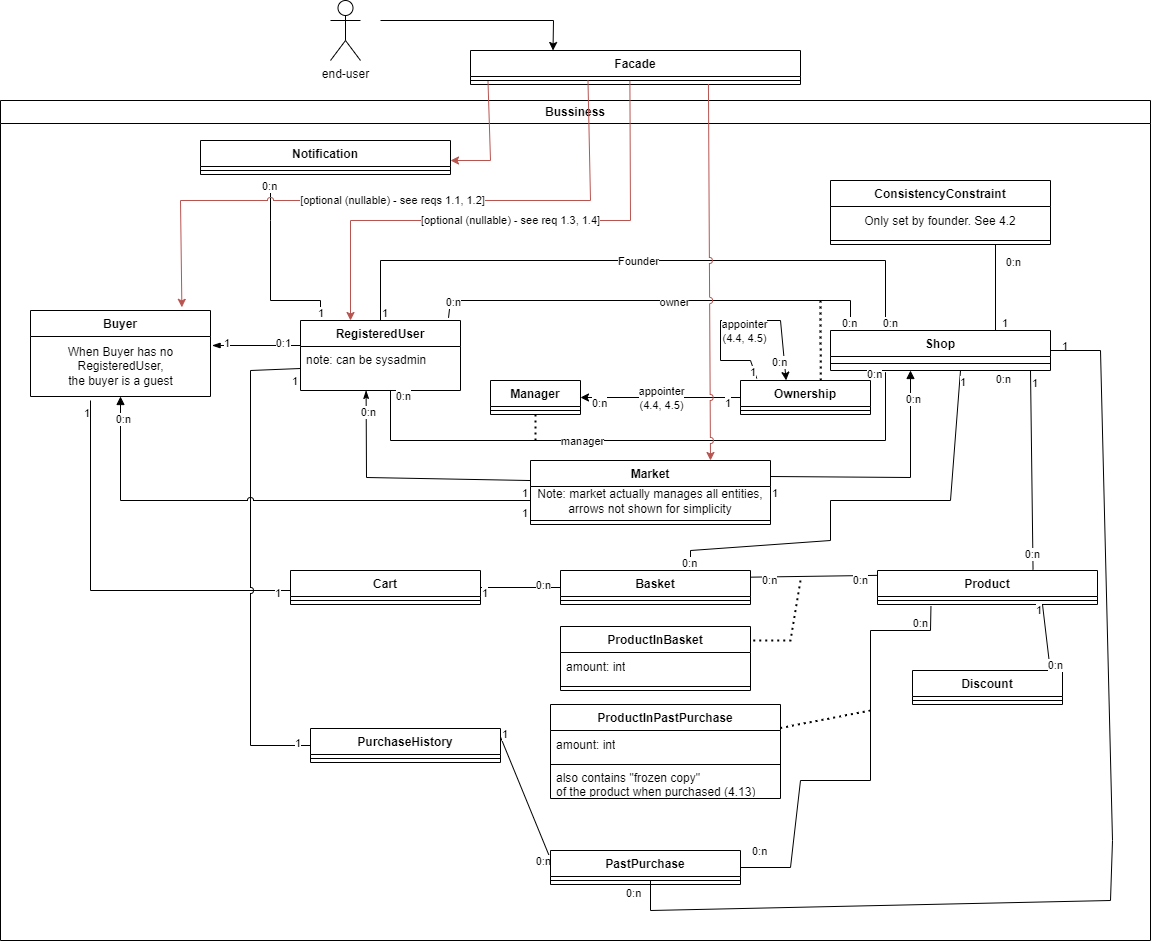 end-user
Facade
Bussiness
Notification
0:n
[optional (nullable) - see reqs 1.1, 1.2]
[optional (nullable) - see req 1.3, 1.4]
ConsistencyConstraint
Only set by founder. See 4.2
0:n
1
Founder
1
0:n
0:n
owner
0:n
1
Buyer
When Buyer has no
RegisteredUser,
the buyer is a guest
1
0:1
RegisteredUser
note: can be sysadmin
1
0:n
0:n
appointer
(4.4, 4.5)
1
0:n
Shop
1
0:n
1
0:n
1
0:n
Manager
0:n
appointer
(4.4, 4.5)
1
Ownership
manager
1
0:n
Market
Note: market actually manages all entities,
arrows not shown for simplicity
1
1
1
0:n
0:n
Cart
1
1
0:n
Basket
0:n
0:n
Product
1
0:n
ProductInBasket
amount: int
0:n
Discount
ProductInPastPurchase
amount: int
also contains "frozen copy"
of the product when purchased (4.13)
1
PurchaseHistory
1
0:n
PastPurchase
0:n
0:n